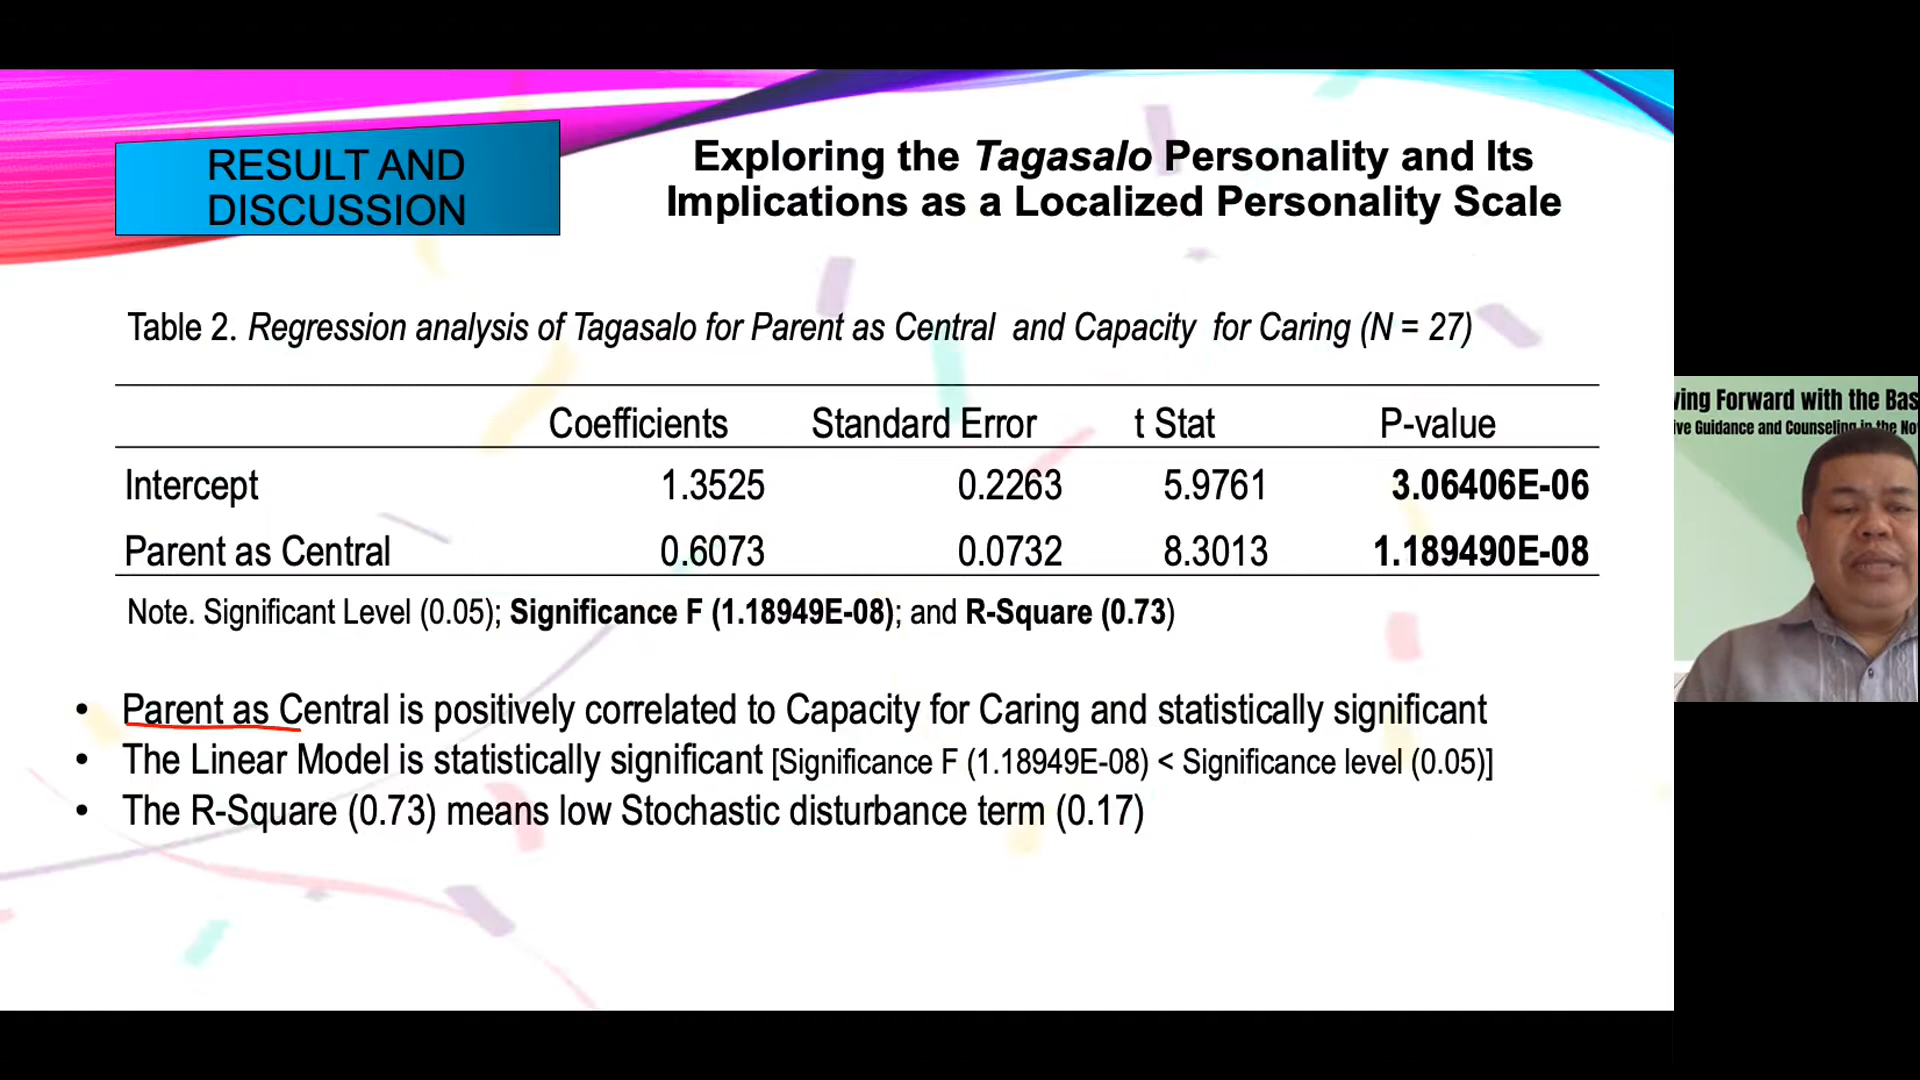 RESULT AND
DISCUSSION
Exploring the Tagasalo Personality and Its
Implications as a Localized Personality Scale
Table 2. Regression analysis of Tagasalo for Parent as Central and Capacity for Caring (N = 27)
Coefficients Standard Error t Stat P-value
Intercept 1.3525 0.2263 5.9761 3.06406E-06
Parent as Central 0.6073 0.0732 8.3013 1.189490E-08
Note. Significant Level (0.05); Significance F (1.18949E-08); and R-Square (0.73)
• Parent as Central is positively correlated to Capacity for Caring and statistically significant
• The Linear Model is statistically significant [Significance F (1.18949E-08) < Significance level (0.05)]
• The R-Square (0.73) means low Stochastic disturbance term (0.17)
ving Forward with the Bas
ive Guidance and Counseling in the No